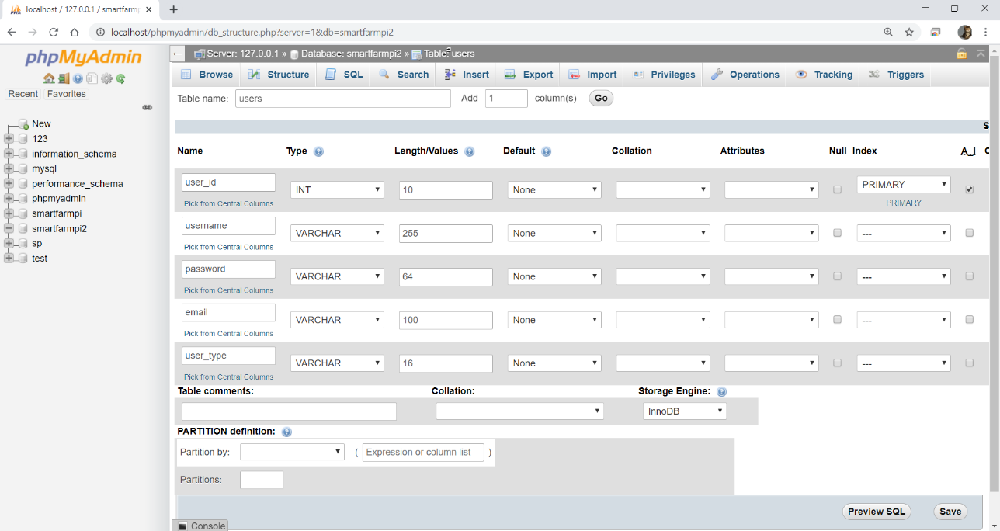 localhost / 127.0.0.1 / smartfarmp
localhost/phpmyadmin/db_structure.php?server=1&db=smartfarmpi2
phpMyAdmin
Recent Favorites
New
123
information_schema
mysql
performance_schema
phpmyadmin
smartfarmpi
smartfarmpi2
sp
test
Server: 127.0.0.1 » Database: smartfarmpi2 » Table: users
Browse Structure SQL Search Insert Export Import Privileges Operations Tracking Triggers
Table name: users Add 1 column(s) Go
S
Name Type Length/Values Default Collation Attributes Null Index A_I C
user_id INT 10 None PRIMARY
Pick from Central Columns PRIMARY
username VARCHAR 255 None ---
Pick from Central Columns
password VARCHAR 64 None ---
Pick from Central Columns
email VARCHAR 100 None ---
Pick from Central Columns
user_type VARCHAR 16 None ---
Pick from Central Columns
Table comments: Collation: Storage Engine:
InnoDB
PARTITION definition:
Partition by: ( Expression or column list )
Partitions:
Preview SQL Save
Console